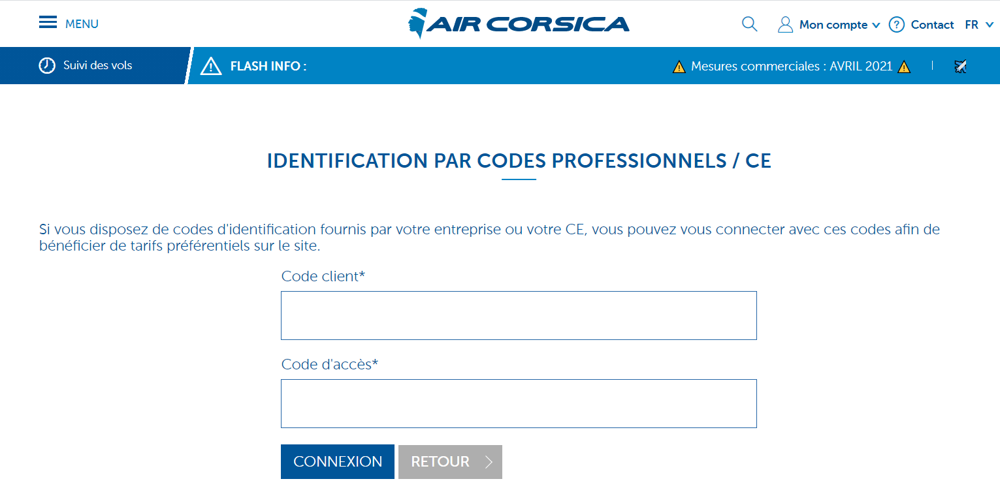 MENU
AIR CORSICA
Mon compte
Contact
FR
Suivi des vols
FLASH INFO :
Mesures commerciales : AVRIL 2021
IDENTIFICATION PAR CODES PROFESSIONNELS / CE
Si vous disposez de codes d'identification fournis par votre entreprise ou votre CE, vous pouvez vous connecter avec ces codes afin de
bénéficier de tarifs préférentiels sur le site.
Code client*
Code d'accès*
CONNEXION
RETOUR